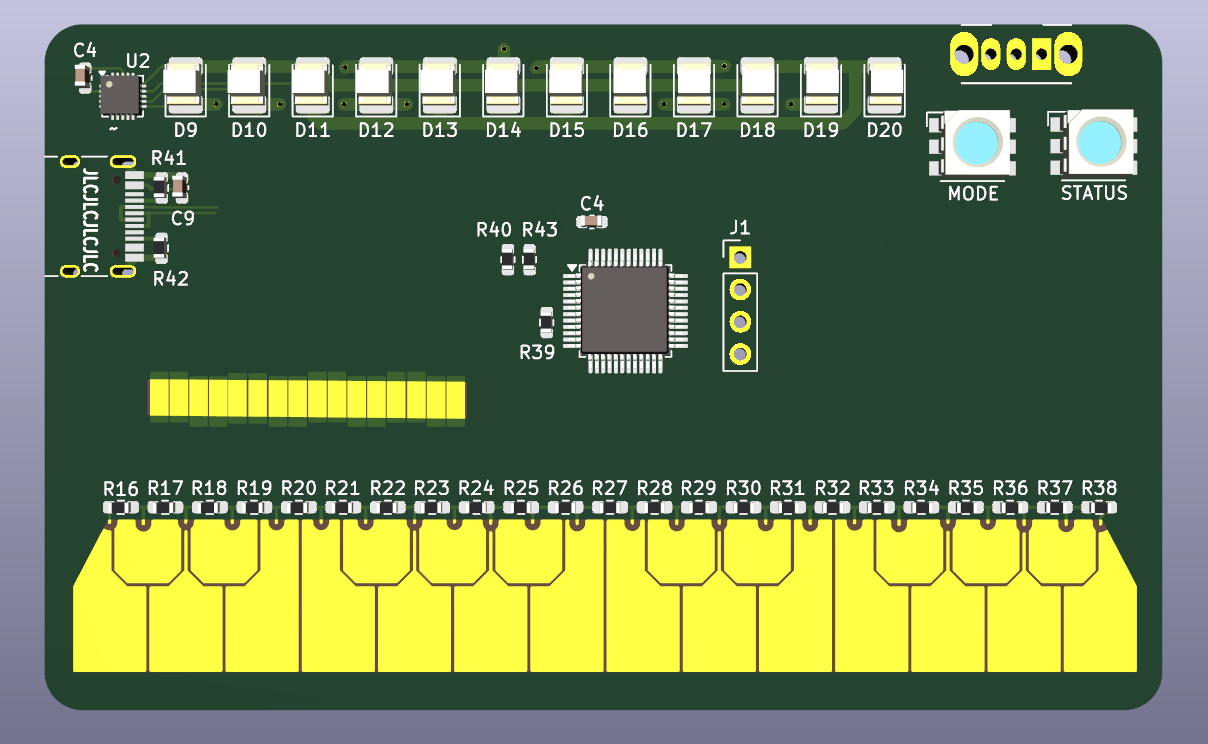 C4
U2
~
D9 D10 D11 D12 D13 D14 D15 D16 D17 D18 D19 D20
MODE STATUS
R41
JLCJLCJLCJLC
C9
R42
C4
R40 R43
J1
R39
R16 R17 R18 R19 R20 R21 R22 R23 R24 R25 R26 R27 R28 R29 R30 R31 R32 R33 R34 R35 R36 R37 R38